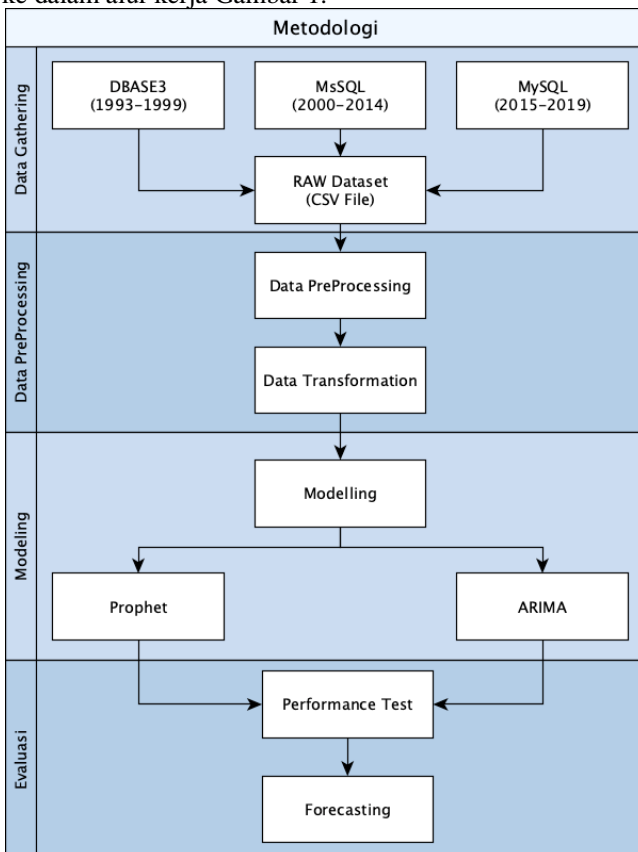 ke dalam alur kerja Gambar 1.
Metodologi
Data Gathering
DBASE3
(1993–1999)
MsSQL
(2000–2014)
MySQL
(2015–2019)
RAW Dataset
(CSV File)
Data PreProcessing
Data PreProcessing
Data Transformation
Modeling
Modelling
Prophet
ARIMA
Evaluasi
Performance Test
Forecasting